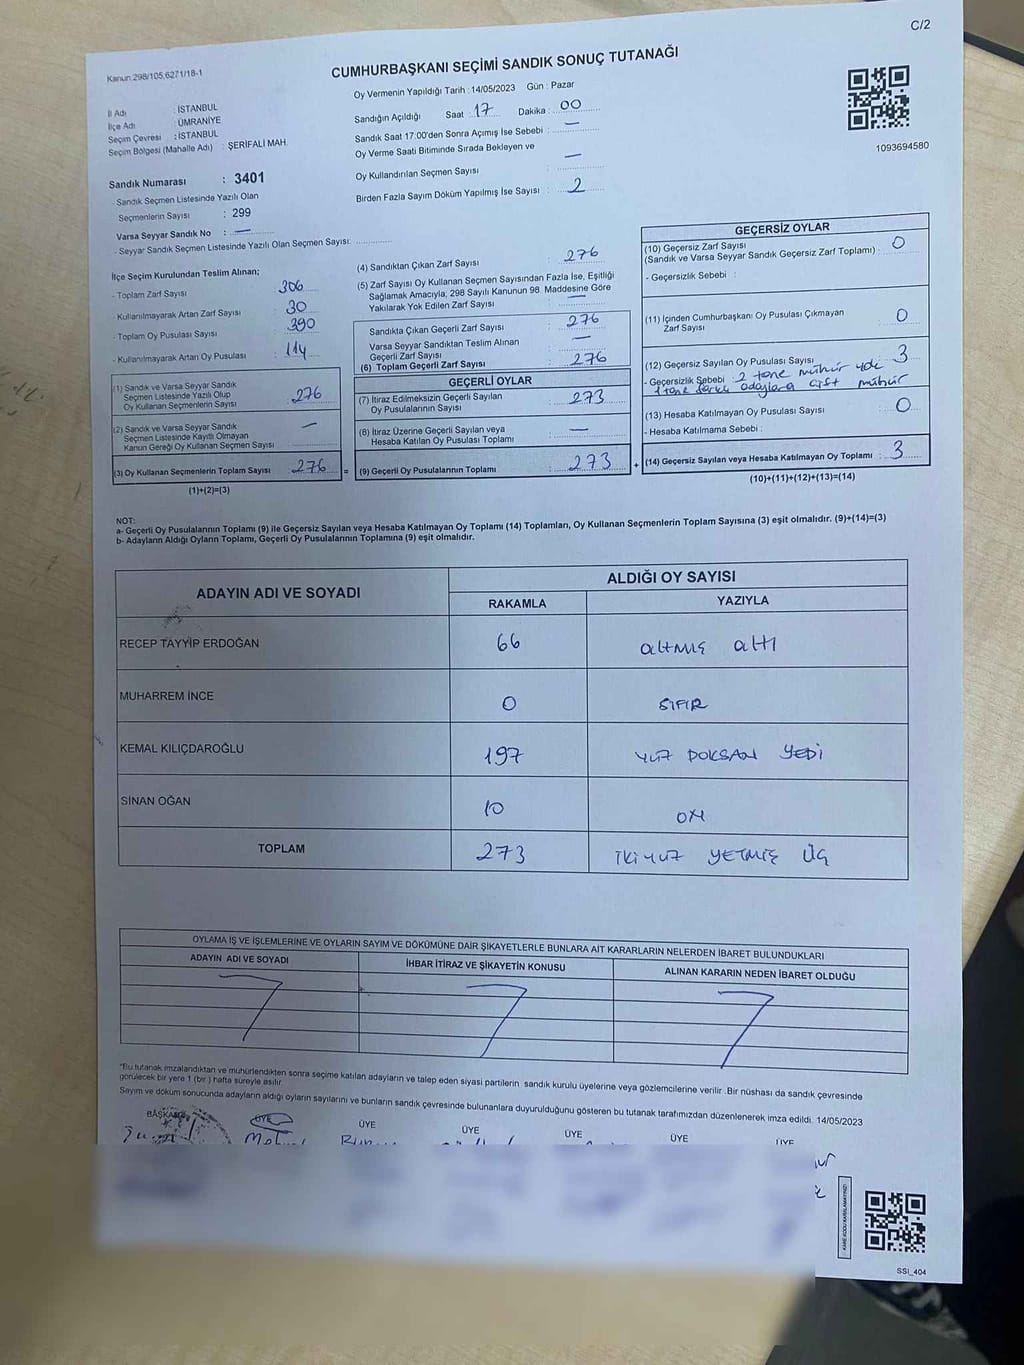 C/2
Kanun 298/105,6271/18-1
CUMHURBAŞKANI SEÇİMİ SANDIK SONUÇ TUTANAĞI
Oy Vermenin Yapıldığı Tarih : 14/05/2023 Gün : Pazar
İl Adı : İSTANBUL
İlçe Adı : ÜMRANİYE
Seçim Çevresi : İSTANBUL
Seçim Bölgesi (Mahalle Adı) : ŞERİFALİ MAH.
Sandık Numarası : 3401
Sandık Seçmen Listesinde Yazılı Olan
Seçmenlerin Sayısı : 299
Varsa Seyyar Sandık No : —
- Seyyar Sandık Seçmen Listesinde Yazılı Olan Seçmen Sayısı:
Sandığın Açıldığı Saat 17 Dakika : 00
Sandık Saat 17:00'den Sonra Açımış İse Sebebi : —
Oy Verme Saati Bitiminde Sırada Bekleyen ve
Oy Kullandırılan Seçmen Sayısı : —
Birden Fazla Sayım Döküm Yapılmış İse Sayısı : 2
1093694580
İlçe Seçim Kurulundan Teslim Alınan;
- Toplam Zarf Sayısı : 306
- Kullanılmayarak Artan Zarf Sayısı : 30
- Toplam Oy Pusulası Sayısı : 390
- Kullanılmayarak Artan Oy Pusulası : 114
(1) Sandık ve Varsa Seyyar Sandık
Seçmen Listesinde Yazılı Olup
Oy Kullanan Seçmenlerin Sayısı : 276
(2) Sandık ve Varsa Seyyar Sandık
Seçmen Listesinde Kayıtlı Olmayan
Kanun Gereği Oy Kullanan Seçmen Sayısı : —
(3) Oy Kullanan Seçmenlerin Toplam Sayısı : 276 =
(1)+(2)=(3)
(4) Sandıktan Çıkan Zarf Sayısı : 276
(5) Zarf Sayısı Oy Kullanan Seçmen Sayısından Fazla İse, Eşitliği
Sağlamak Amacıyla; 298 Sayılı Kanunun 98. Maddesine Göre
Yakılarak Yok Edilen Zarf Sayısı : —
Sandıkta Çıkan Geçerli Zarf Sayısı : 276
Varsa Seyyar Sandıktan Teslim Alınan
Geçerli Zarf Sayısı : —
(6) Toplam Geçerli Zarf Sayısı : 276
GEÇERLİ OYLAR
(7) İtiraz Edilmeksizin Geçerli Sayılan
Oy Pusulalarının Sayısı : 273
(8) İtiraz Üzerine Geçerli Sayılan veya
Hesaba Katılan Oy Pusulası Toplamı : —
(9) Geçerli Oy Pusulalarının Toplamı : 273 +
GEÇERSİZ OYLAR
(10) Geçersiz Zarf Sayısı
(Sandık ve Varsa Seyyar Sandık Geçersiz Zarf Toplamı) : 0
- Geçersizlik Sebebi :
(11) İçinden Cumhurbaşkanı Oy Pusulası Çıkmayan
Zarf Sayısı : 0
(12) Geçersiz Sayılan Oy Pusulası Sayısı : 3
- Geçersizlik Sebebi : 2 tane mühür yok
1 tane farklı adaylara çift mühür
(13) Hesaba Katılmayan Oy Pusulası Sayısı : 0
- Hesaba Katılmama Sebebi :
(14) Geçersiz Sayılan veya Hesaba Katılmayan Oy Toplamı : 3
(10)+(11)+(12)+(13)=(14)
NOT:
a- Geçerli Oy Pusulalarının Toplamı (9) ile Geçersiz Sayılan veya Hesaba Katılmayan Oy Toplamı (14) Toplamları, Oy Kullanan Seçmenlerin Toplam Sayısına (3) eşit olmalıdır. (9)+(14)=(3)
b- Adayların Aldığı Oyların Toplamı, Geçerli Oy Pusulalarının Toplamına (9) eşit olmalıdır.
ADAYIN ADI VE SOYADI ALDIĞI OY SAYISI
RAKAMLA YAZIYLA
RECEP TAYYİP ERDOĞAN 66 altmış altı
MUHARREM İNCE 0 SIFIR
KEMAL KILIÇDAROĞLU 197 YÜZ DOKSAN YEDİ
SİNAN OĞAN 10 ON
TOPLAM 273 İKİYÜZ YETMİŞ ÜÇ
OYLAMA İŞ VE İŞLEMLERİNE VE OYLARIN SAYIM VE DÖKÜMÜNE DAİR ŞİKAYETLERLE BUNLARA AİT KARARLARIN NELERDEN İBARET BULUNDUKLARI
ADAYIN ADI VE SOYADI İHBAR İTİRAZ VE ŞİKAYETİN KONUSU ALINAN KARARIN NEDEN İBARET OLDUĞU
*Bu tutanak imzalandıktan ve mühürlendikten sonra seçime katılan adayların ve talep eden siyasi partilerin sandık kurulu üyelerine veya gözlemcilerine verilir. Bir nüshası da sandık çevresinde
görülecek bir yere 1 (bir ) hafta süreyle asılır.
Sayım ve döküm sonucunda adayların aldığı oyların sayılarını ve bunların sandık çevresinde bulunanlara duyurulduğunu gösteren bu tutanak tarafımızdan düzenlenerek imza edildi. 14/05/2023
BAŞKAN ÜYE ÜYE ÜYE ÜYE ÜYE ÜYE
SSI_404